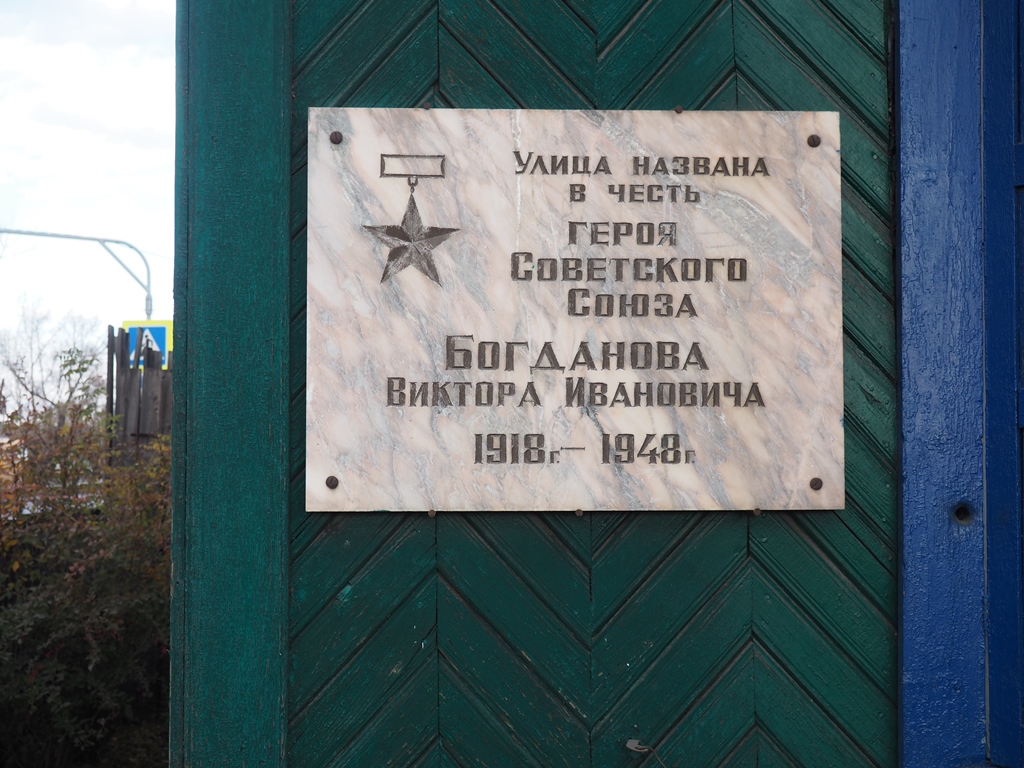 Улица названа
в честь
Героя
Советского
Союза
Богданова
Виктора Ивановича
1918г.— 1948г.